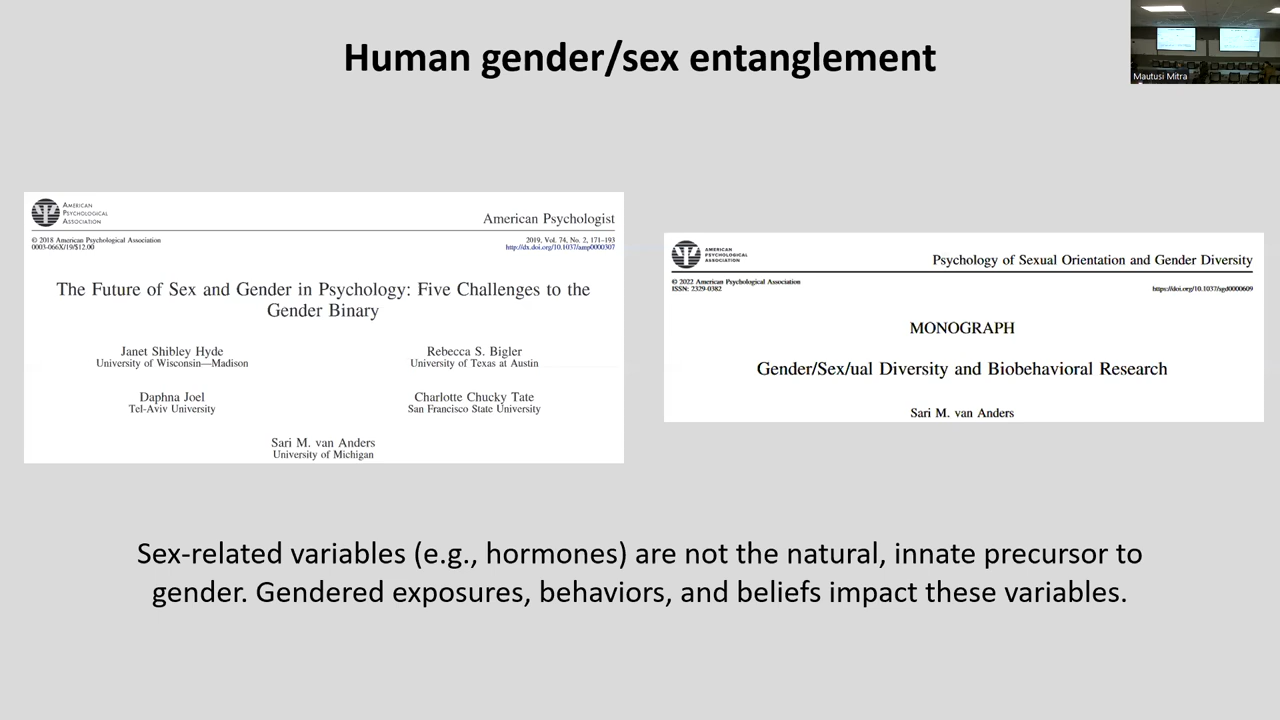 Human gender/sex entanglement
Mautusi Mitra
AMERICAN
PSYCHOLOGICAL
ASSOCIATION
American Psychologist
© 2018 American Psychological Association
0003-066X/19/$12.00
2019, Vol. 74, No. 2, 171–193
http://dx.doi.org/10.1037/amp0000307
The Future of Sex and Gender in Psychology: Five Challenges to the
Gender Binary
Janet Shibley Hyde
University of Wisconsin—Madison
Rebecca S. Bigler
University of Texas at Austin
Daphna Joel
Tel-Aviv University
Charlotte Chucky Tate
San Francisco State University
Sari M. van Anders
University of Michigan
AMERICAN
PSYCHOLOGICAL
ASSOCIATION
Psychology of Sexual Orientation and Gender Diversity
© 2022 American Psychological Association
ISSN: 2329-0382
https://doi.org/10.1037/sgd0000609
MONOGRAPH
Gender/Sex/ual Diversity and Biobehavioral Research
Sari M. van Anders
Sex-related variables (e.g., hormones) are not the natural, innate precursor to
gender. Gendered exposures, behaviors, and beliefs impact these variables.